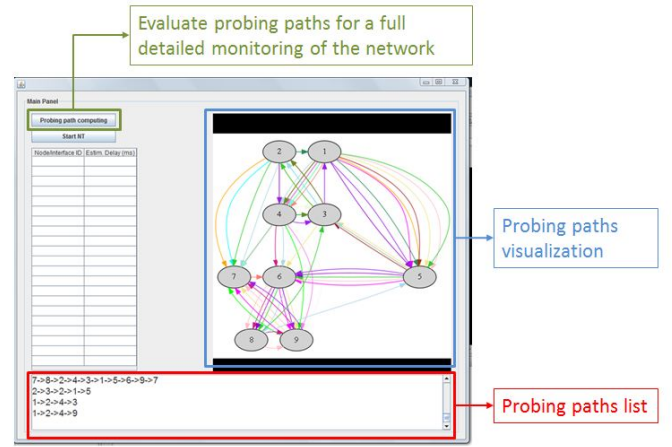 Evaluate probing paths for a full
detailed monitoring of the network
Main Panel
Probing path computing
Start NT
Node/Interface ID Estim. Delay (ms)
2 1
4 3
7 6 5
8 9
Probing paths
visualization
7->8->2->4->3->1->5->6->9->7
2->3->2->1->5
1->2->4->3
1->2->4->9
Probing paths list